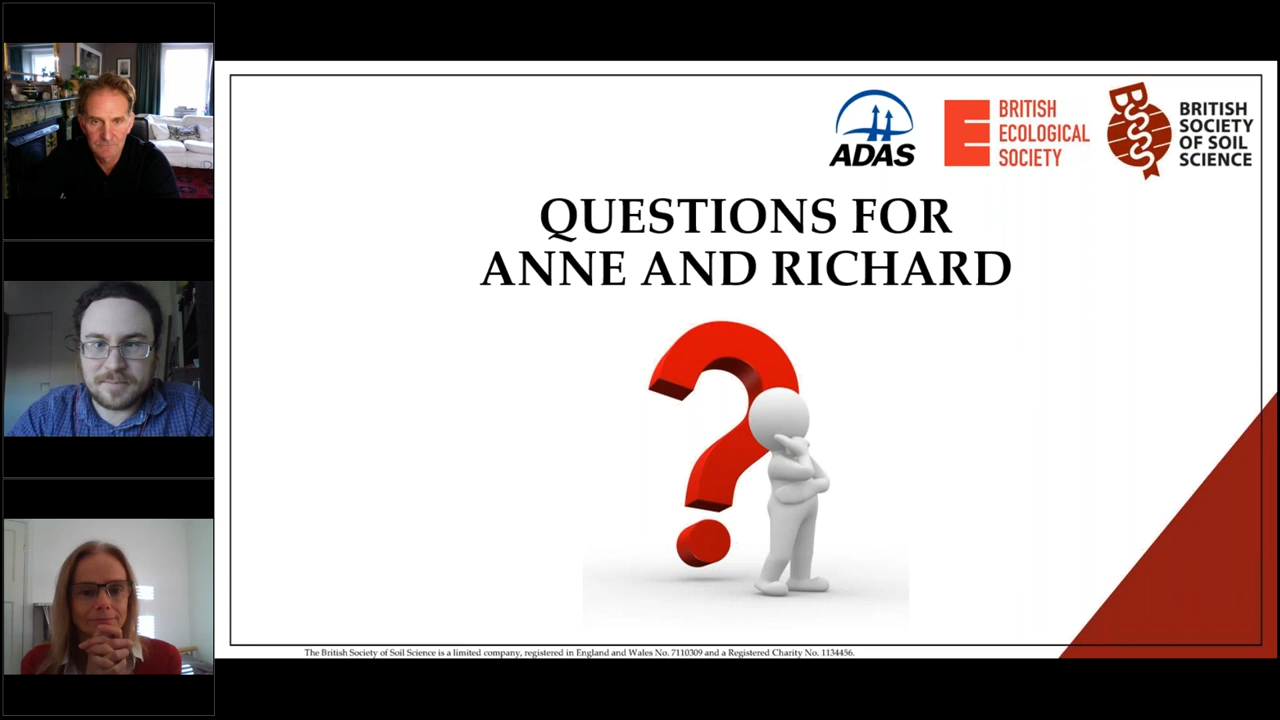 ADAS
BRITISH
ECOLOGICAL
SOCIETY
BSSS
BRITISH
SOCIETY
OF SOIL
SCIENCE
QUESTIONS FOR
ANNE AND RICHARD
The British Society of Soil Science is a limited company, registered in England and Wales No. 7110309 and a Registered Charity No. 1134456.